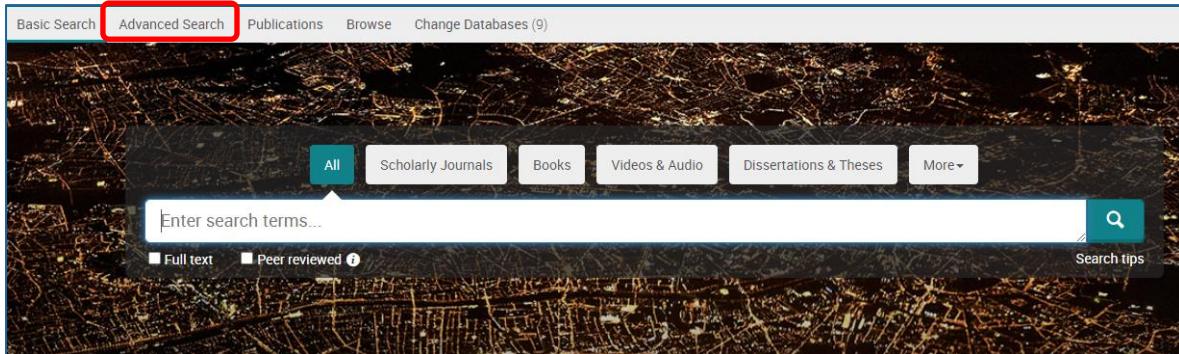 Basic Search Advanced Search Publications Browse Change Databases (9)
All Scholarly Journals Books Videos & Audio Dissertations & Theses More
Enter search terms...
Full text Peer reviewed i Search tips